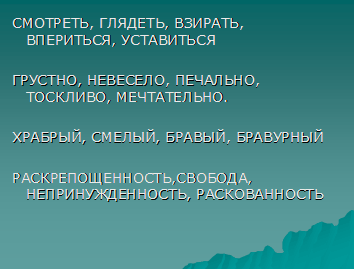 СМОТРЕТЬ, ГЛЯДЕТЬ, ВЗИРАТЬ,
ВПЕРИТЬСЯ, УСТАВИТЬСЯ
ГРУСТНО, НЕВЕСЕЛО, ПЕЧАЛЬНО,
ТОСКЛИВО, МЕЧТАТЕЛЬНО.
ХРАБРЫЙ, СМЕЛЫЙ, БРАВЫЙ, БРАВУРНЫЙ
РАСКРЕПОЩЕННОСТЬ,СВОБОДА,
НЕПРИНУЖДЕННОСТЬ, РАСКОВАННОСТЬ